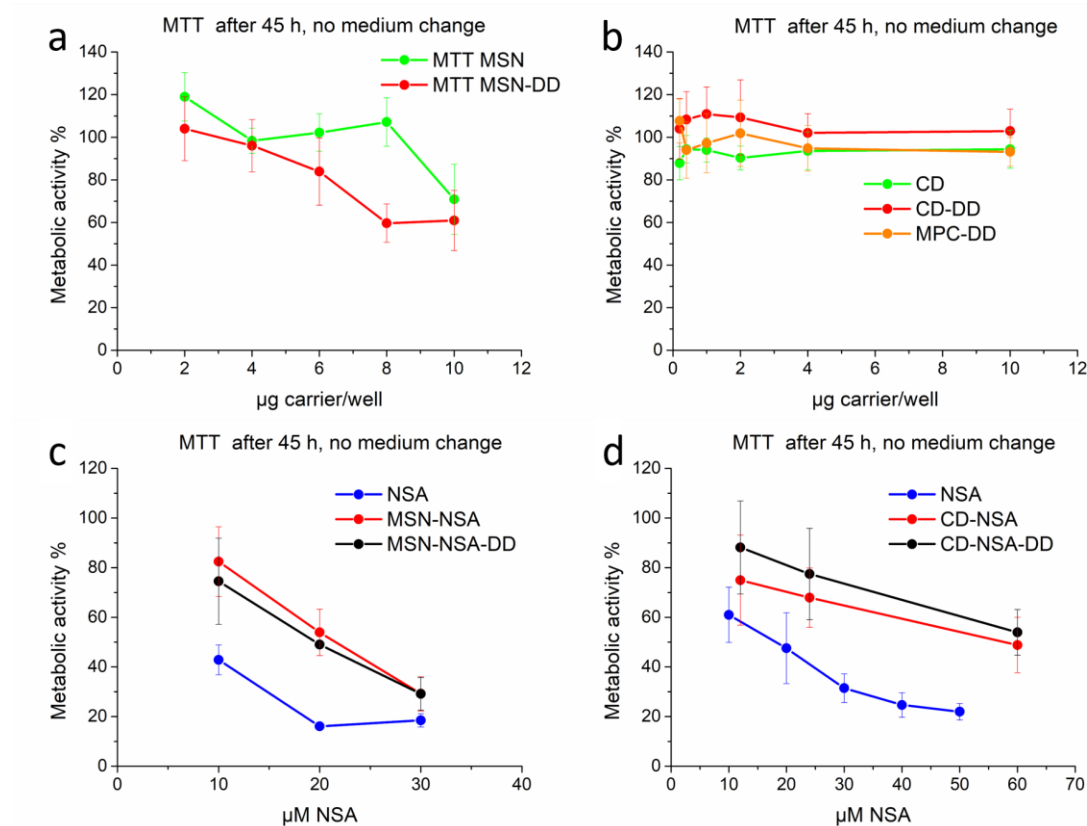 a
MTT after 45 h, no medium change
140
120
100
80
60
40
20
0
Metabolic activity %
MTT MSN
MTT MSN-DD
0 2 4 6 8 10 12
µg carrier/well
b
MTT after 45 h, no medium change
140
120
100
80
60
40
20
0
Metabolic activity %
CD
CD-DD
MPC-DD
0 2 4 6 8 10 12
µg carrier/well
c
MTT after 45 h, no medium change
120
100
80
60
40
20
0
Metabolic activity %
NSA
MSN-NSA
MSN-NSA-DD
0 10 20 30 40
µM NSA
d
MTT after 45 h, no medium change
120
100
80
60
40
20
0
Metabolic activity %
NSA
CD-NSA
CD-NSA-DD
0 10 20 30 40 50 60 70
µM NSA